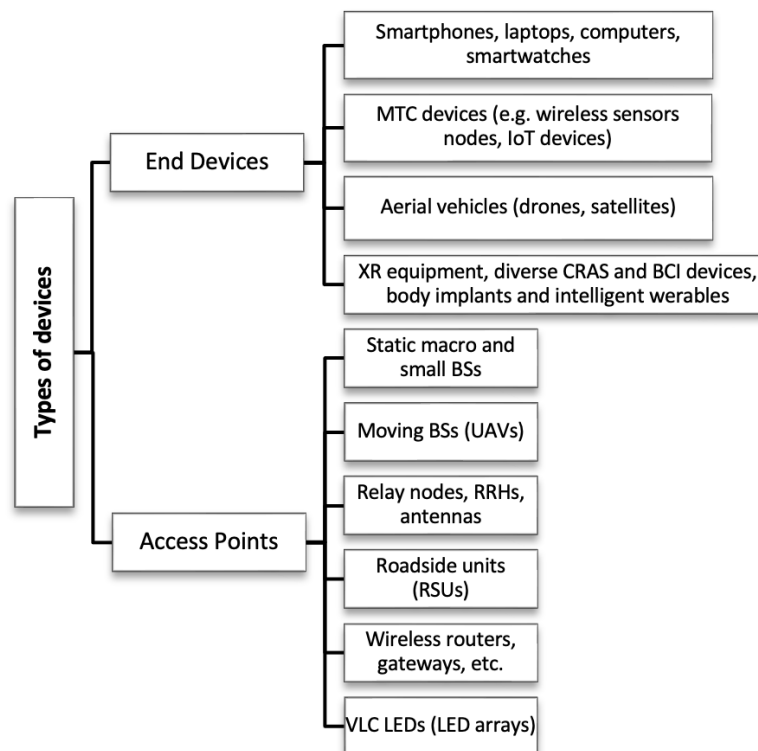 Types of devices
End Devices
Smartphones, laptops, computers,
smartwatches
MTC devices (e.g. wireless sensors
nodes, IoT devices)
Aerial vehicles (drones, satellites)
XR equipment, diverse CRAS and BCI devices,
body implants and intelligent werables
Access Points
Static macro and
small BSs
Moving BSs (UAVs)
Relay nodes, RRHs,
antennas
Roadside units
(RSUs)
Wireless routers,
gateways, etc.
VLC LEDs (LED arrays)